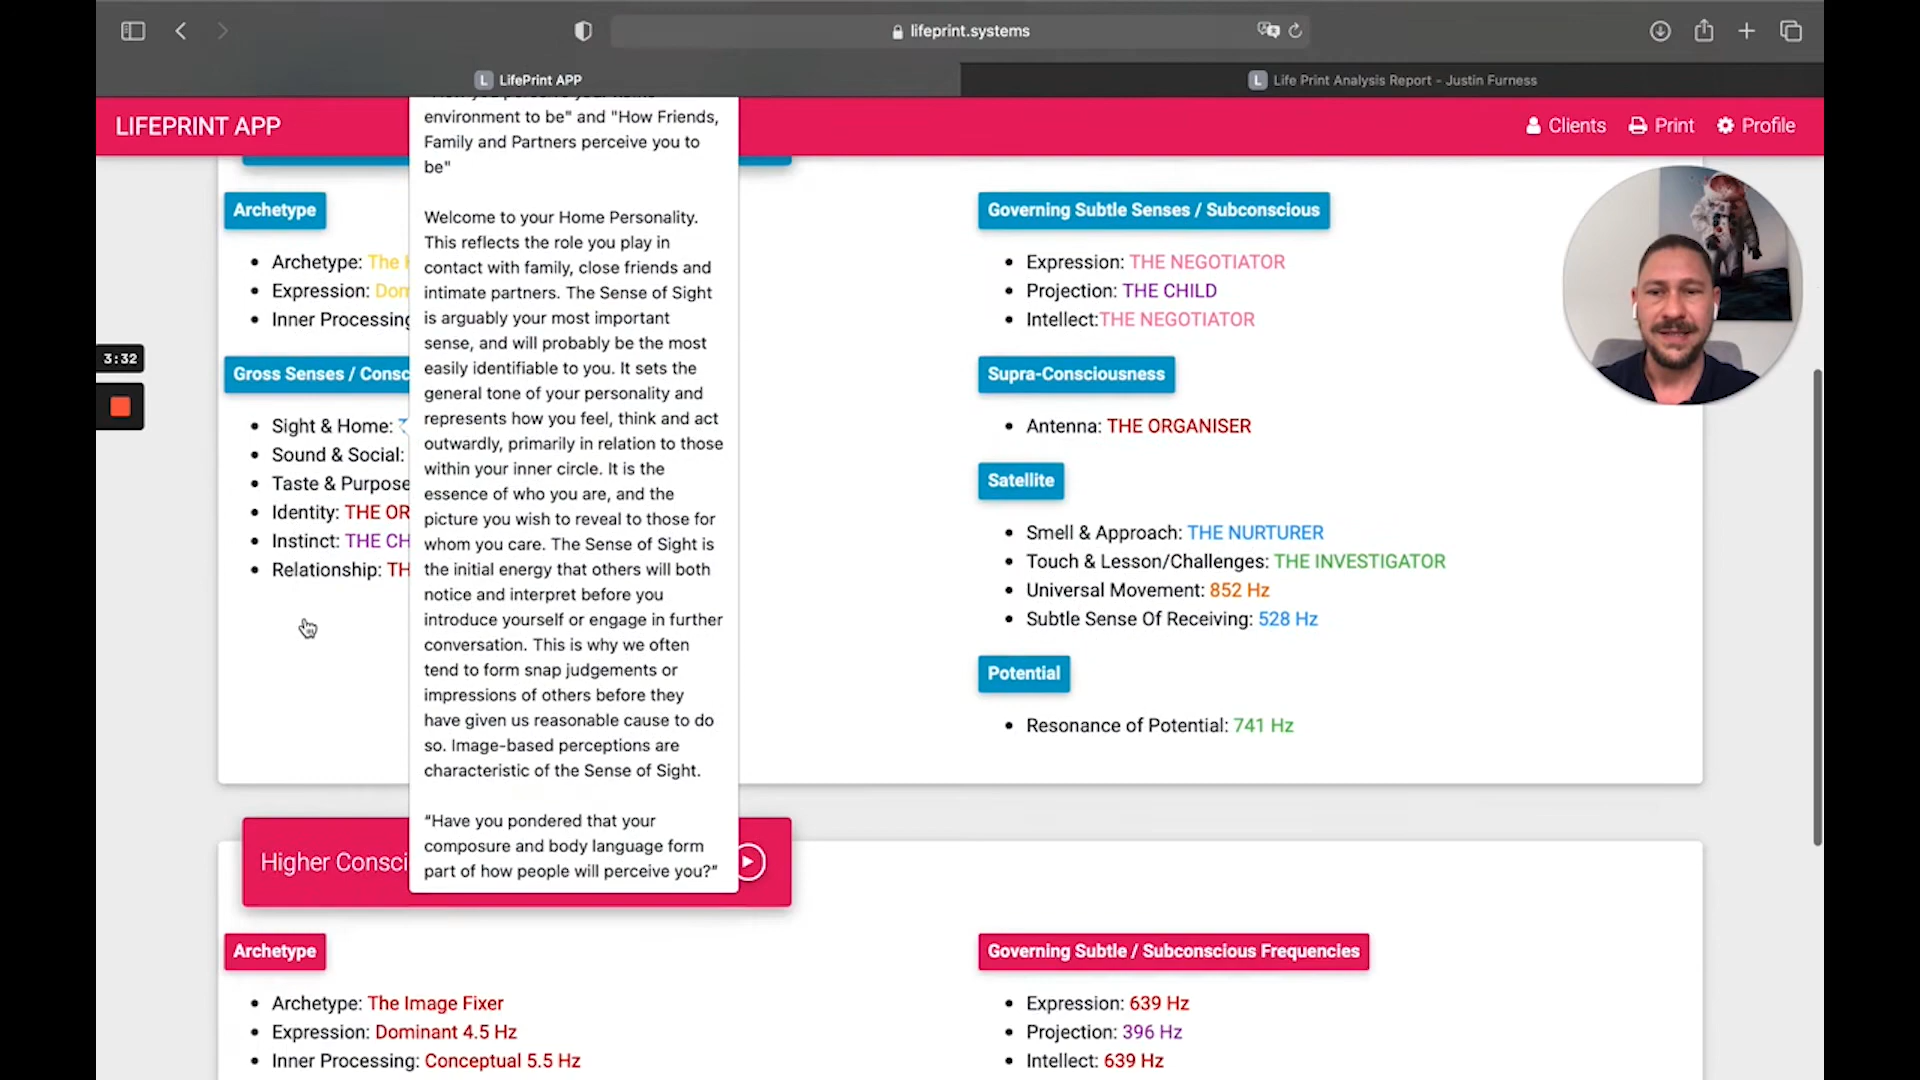 lifeprint.systems
L LifePrint APP
L Life Print Analysis Report - Justin Furness
LIFEPRINT APP
Clients
Print
Profile
3:32
environment to be" and "How Friends,
Family and Partners perceive you to
be"
Welcome to your Home Personality.
This reflects the role you play in
contact with family, close friends and
intimate partners. The Sense of Sight
is arguably your most important
sense, and will probably be the most
easily identifiable to you. It sets the
general tone of your personality and
represents how you feel, think and act
outwardly, primarily in relation to those
within your inner circle. It is the
essence of who you are, and the
picture you wish to reveal to those for
whom you care. The Sense of Sight is
the initial energy that others will both
notice and interpret before you
introduce yourself or engage in further
conversation. This is why we often
tend to form snap judgements or
impressions of others before they
have given us reasonable cause to do
so. Image-based perceptions are
characteristic of the Sense of Sight.
“Have you pondered that your
composure and body language form
part of how people will perceive you?”
Archetype
Archetype: The
Expression: Dom
Inner Processing
Gross Senses / Consc
Sight & Home:
Sound & Social:
Taste & Purpose
Identity: THE OR
Instinct: THE CH
Relationship: TH
Governing Subtle Senses / Subconscious
Expression: THE NEGOTIATOR
Projection: THE CHILD
Intellect:THE NEGOTIATOR
Supra-Consciousness
Antenna: THE ORGANISER
Satellite
Smell & Approach: THE NURTURER
Touch & Lesson/Challenges: THE INVESTIGATOR
Universal Movement: 852 Hz
Subtle Sense Of Receiving: 528 Hz
Potential
Resonance of Potential: 741 Hz
Higher Consci
Archetype
Archetype: The Image Fixer
Expression: Dominant 4.5 Hz
Inner Processing: Conceptual 5.5 Hz
Governing Subtle / Subconscious Frequencies
Expression: 639 Hz
Projection: 396 Hz
Intellect: 639 Hz